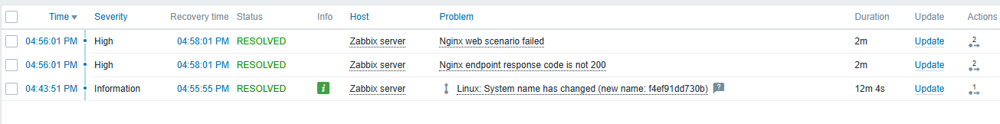 Time Severity Recovery time Status Info Host Problem Duration Update Actions
04:56:01 PM High 04:58:01 PM RESOLVED Zabbix server Nginx web scenario failed 2m Update 2
04:56:01 PM High 04:58:01 PM RESOLVED Zabbix server Nginx endpoint response code is not 200 2m Update 2
04:43:51 PM Information 04:55:55 PM RESOLVED i Zabbix server Linux: System name has changed (new name: f4ef91dd730b) ? 12m 4s Update 1